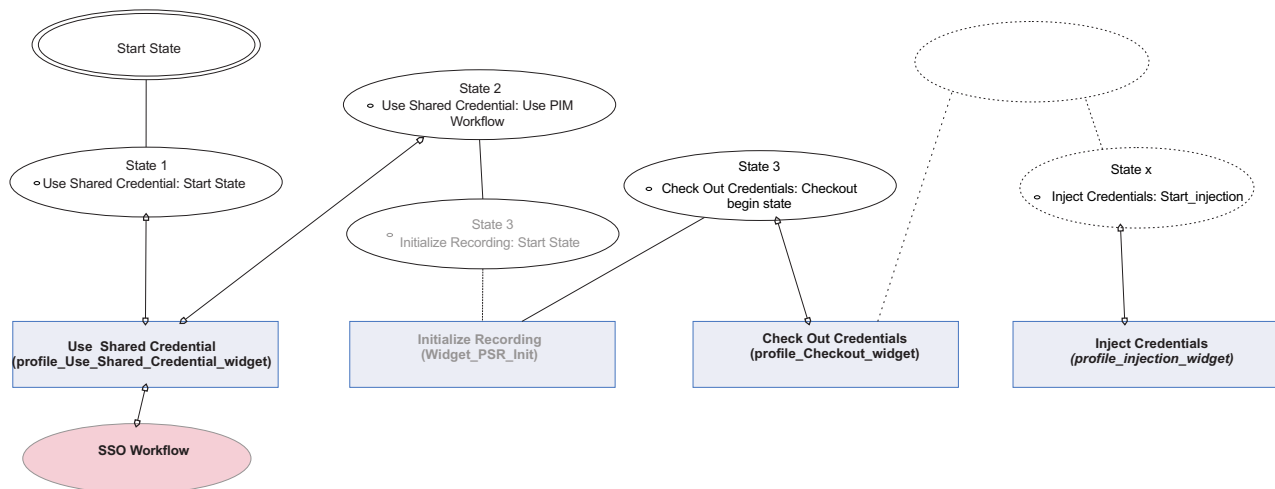 Start State
State 1
Use Shared Credential: Start State
State 2
Use Shared Credential: Use PIM
Workflow
State 3
Initialize Recording: Start State
State 3
Check Out Credentials: Checkout
begin state
State x
Inject Credentials: Start_injection
Use Shared Credential
(profile_Use_Shared_Credential_widget)
Initialize Recording
(Widget_PSR_Init)
Check Out Credentials
(profile_Checkout_widget)
Inject Credentials
(profile_injection_widget)
SSO Workflow